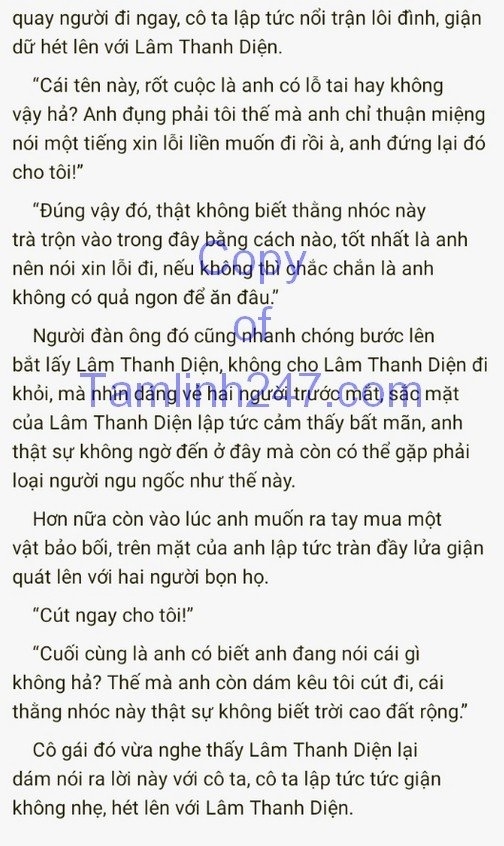 quay người đi ngay, cô ta lập tức nổi trận lôi đình, giận
dữ hét lên với Lâm Thanh Diện.
“Cái tên này, rốt cuộc là anh có lỗ tai hay không
vậy hả? Anh đụng phải tôi thế mà anh chỉ thuận miệng
nói một tiếng xin lỗi liền muốn đi rồi à, anh đứng lại đó
cho tôi!”
“Đúng vậy đó, thật không biết thằng nhóc này
trà trộn vào trong đây bằng cách nào, tốt nhất là anh
nên nói xin lỗi đi, nếu không thì chắc chắn là anh
không có quả ngon để ăn đâu.”
Người đàn ông đó cũng nhanh chóng bước lên
bắt lấy Lâm Thanh Diện, không cho Lâm Thanh Diện đi
khỏi, mà nhìn dáng vẻ hai người trước mặt, sắc mặt
của Lâm Thanh Diện lập tức cảm thấy bất mãn, anh
thật sự không ngờ đến ở đây mà còn có thể gặp phải
loại người ngu ngốc như thế này.
Hơn nữa còn vào lúc anh muốn ra tay mua một
vật bảo bối, trên mặt của anh lập tức tràn đầy lửa giận
quát lên với hai người bọn họ.
“Cút ngay cho tôi!”
“Cuối cùng là anh có biết anh đang nói cái gì
không hả? Thế mà anh còn dám kêu tôi cút đi, cái
thằng nhóc này thật sự không biết trời cao đất rộng.”
Cô gái đó vừa nghe thấy Lâm Thanh Diện lại
dám nói ra lời này với cô ta, cô ta lập tức tức giận
không nhẹ, hét lên với Lâm Thanh Diện.
Copy
of
Tamlinh247.com